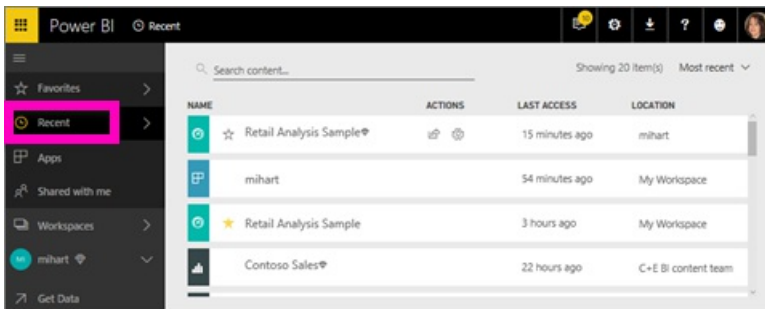 Power BI Recent
Search content...
Showing 20 item(s) Most recent
Favorites
NAME ACTIONS LAST ACCESS LOCATION
Recent
Retail Analysis Sample 15 minutes ago mihart
Apps
mihart 54 minutes ago My Workspace
Shared with me
Workspaces
Retail Analysis Sample 3 hours ago My Workspace
MI mihart
Contoso Sales 22 hours ago C+E BI content team
Get Data